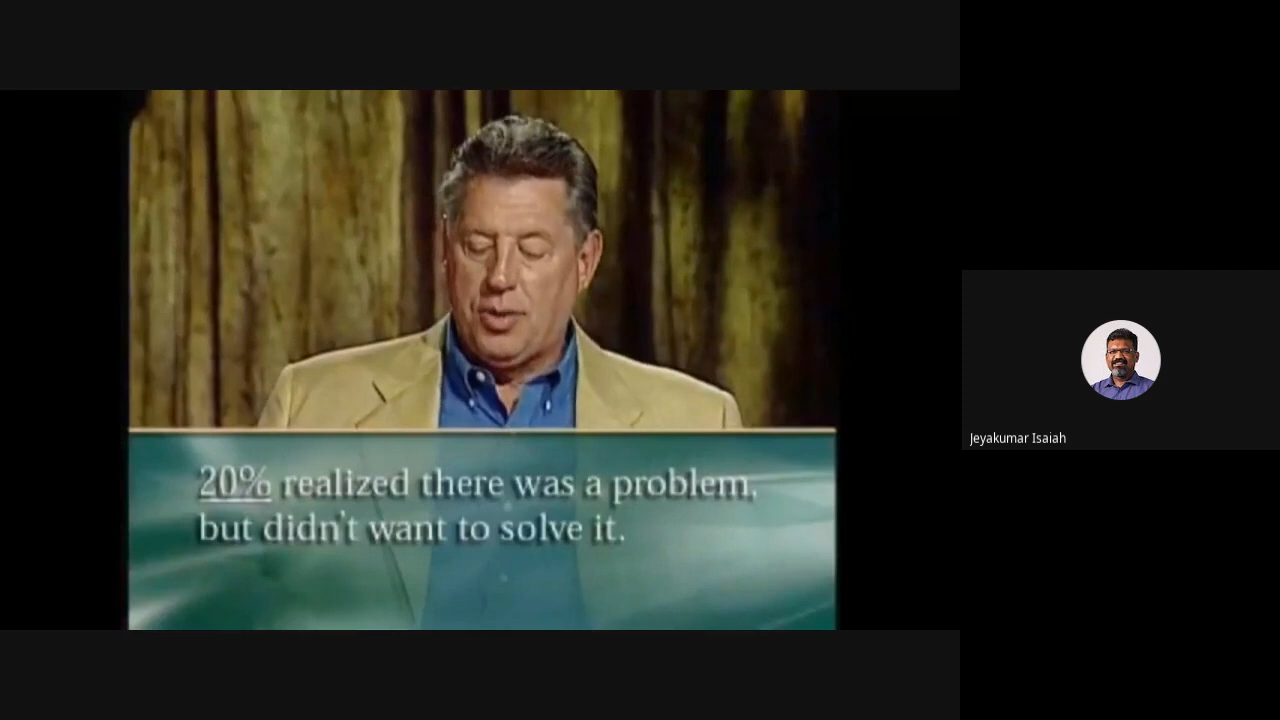 20% realized there was a problem,
but didn't want to solve it.
Jeyakumar Isaiah